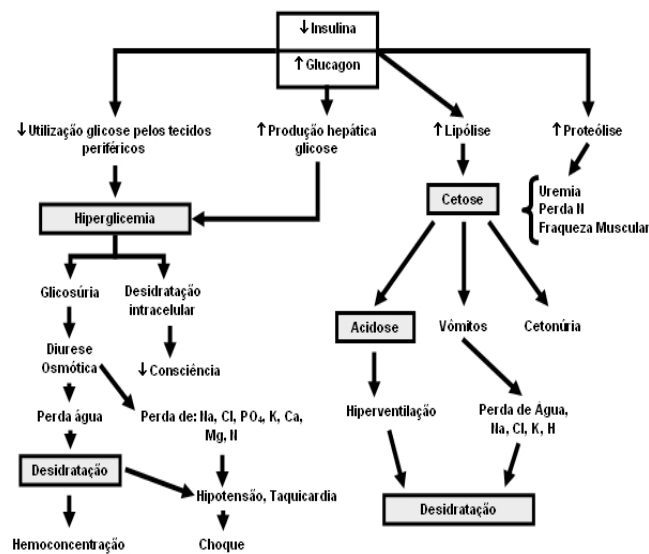 ↓Insulina
↑Glucagon
↓Utilização glicose pelos tecidos
periféricos
↑Produção hepática
glicose
↑Lipólise
↑Proteólise
Hiperglicemia
Cetose
Uremia
Perda N
Fraqueza Muscular
Glicosúria
Desidratação
intracelular
Acidose
Vômitos
Cetonúria
Diurese
Osmótica
↓Consciência
Perda água
Perda de: Na, Cl, PO₄, K, Ca,
Mg, N
Hiperventilação
Perda de Água,
Na, Cl, K, H
Desidratação
Hipotensão, Taquicardia
Desidratação
Hemoconcentração
Choque